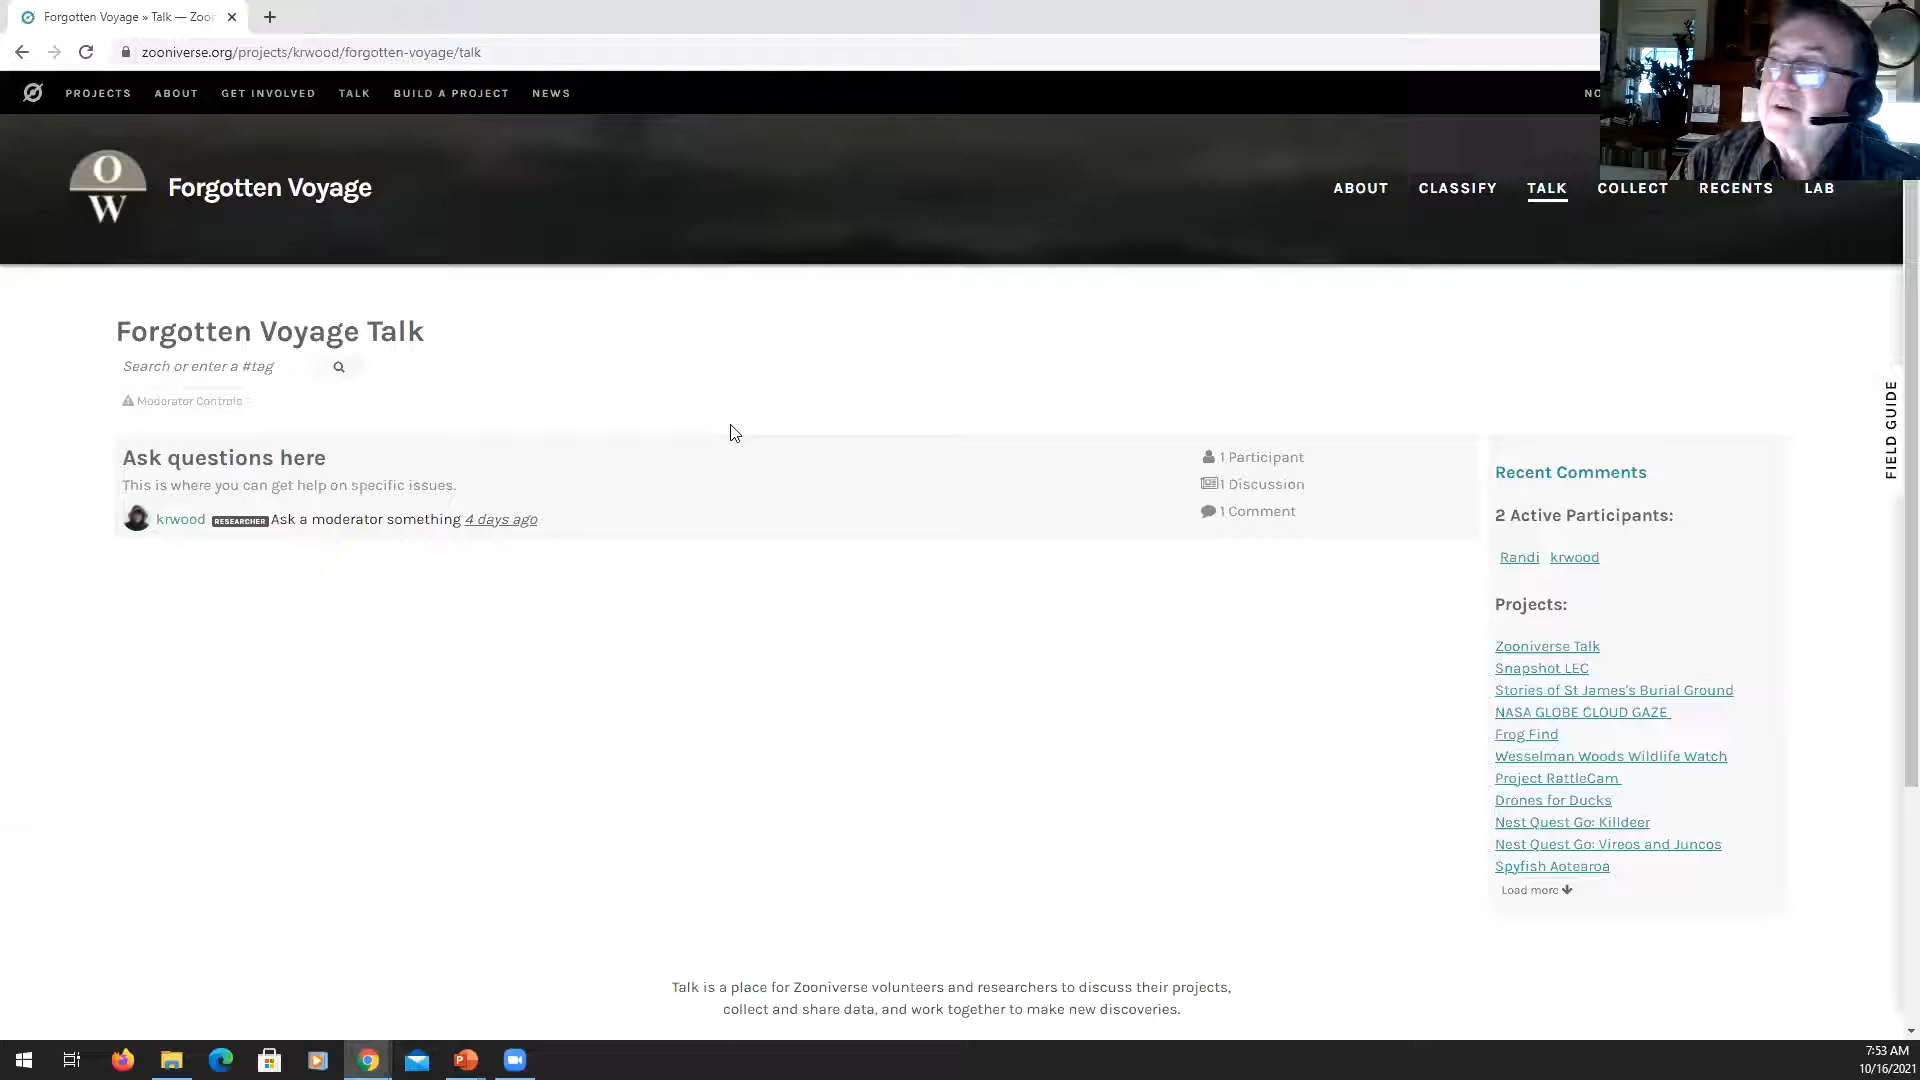 Forgotten Voyage » Talk — Zoo
zooniverse.org/projects/krwood/forgotten-voyage/talk
PROJECTS ABOUT GET INVOLVED TALK BUILD A PROJECT NEWS NO
O
W
Forgotten Voyage
ABOUT CLASSIFY TALK COLLECT RECENTS LAB
Forgotten Voyage Talk
Search or enter a #tag
Moderator Controls
Ask questions here
This is where you can get help on specific issues.
krwood RESEARCHER Ask a moderator something 4 days ago
1 Participant
1 Discussion
1 Comment
Recent Comments
2 Active Participants:
Randi krwood
Projects:
Zooniverse Talk
Snapshot LEC
Stories of St James's Burial Ground
NASA GLOBE CLOUD GAZE
Frog Find
Wesselman Woods Wildlife Watch
Project RattleCam
Drones for Ducks
Nest Quest Go: Killdeer
Nest Quest Go: Vireos and Juncos
Spyfish Aotearoa
Load more
FIELD GUIDE
Talk is a place for Zooniverse volunteers and researchers to discuss their projects,
collect and share data, and work together to make new discoveries.
7:53 AM
10/16/2021